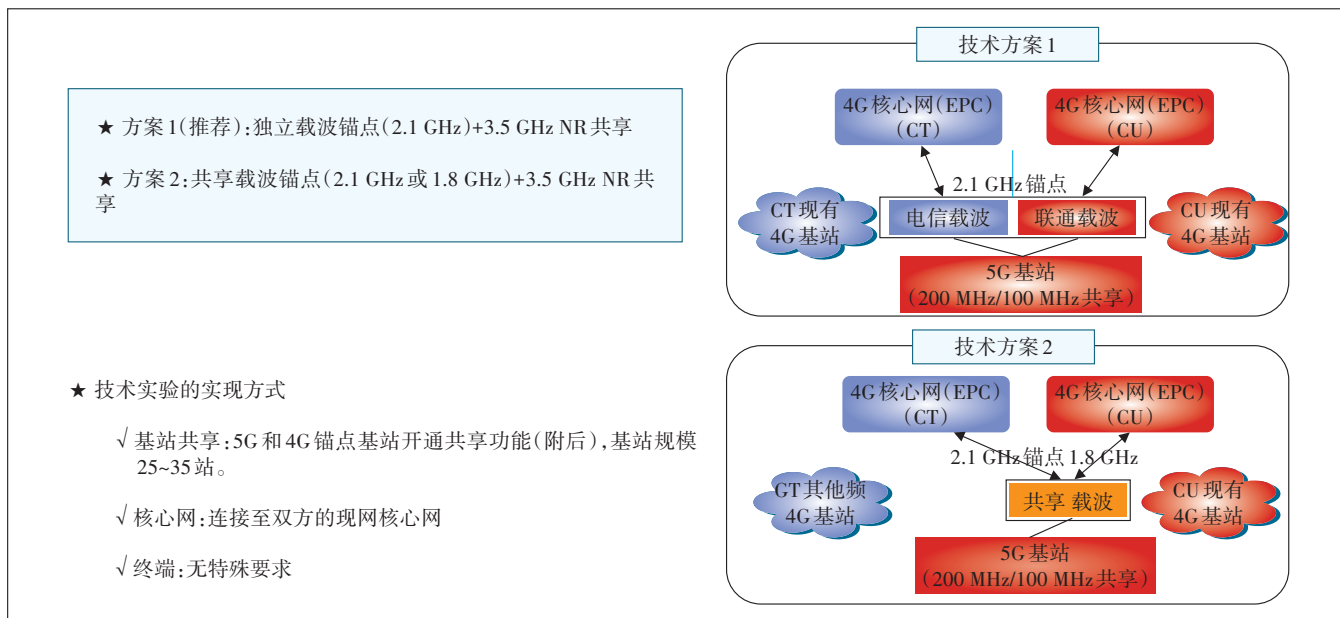 ★ 方案1(推荐):独立载波锚点(2.1 GHz)+3.5 GHz NR共享
★ 方案2:共享载波锚点(2.1 GHz或1.8 GHz)+3.5 GHz NR共
享
★ 技术实验的实现方式
√ 基站共享:5G和4G锚点基站开通共享功能(附后),基站规模
25~35站。
√ 核心网:连接至双方的现网核心网
√ 终端:无特殊要求
技术方案1
4G核心网(EPC)
(CT)
4G核心网(EPC)
(CU)
2.1 GHz锚点
CT现有
4G基站
电信载波
联通载波
CU现有
4G基站
5G基站
(200 MHz/100 MHz共享)
技术方案2
4G核心网(EPC)
(CT)
4G核心网(EPC)
(CU)
2.1 GHz锚点1.8 GHz
GT其他频
4G基站
共享 载波
CU现有
4G基站
5G基站
(200 MHz/100 MHz共享)